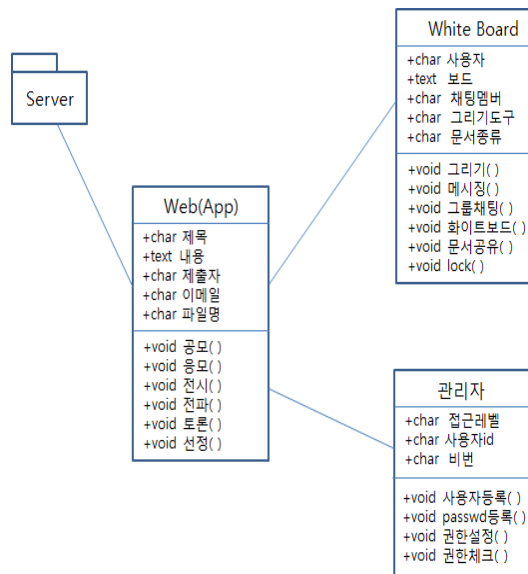 Server
Web(App)
+char 제목
+text 내용
+char 제출자
+char 이메일
+char 파일명
+void 공모( )
+void 응모( )
+void 전시( )
+void 전파( )
+void 토론( )
+void 선정( )
White Board
+char 사용자
+text 보드
+char 채팅멤버
+char 그리기도구
+char 문서종류
+void 그리기( )
+void 메시징( )
+void 그룹채팅( )
+void 화이트보드( )
+void 문서공유( )
+void lock( )
관리자
+char 접근레벨
+char 사용자id
+char 비번
+void 사용자등록( )
+void passwd등록( )
+void 권한설정( )
+void 권한체크( )